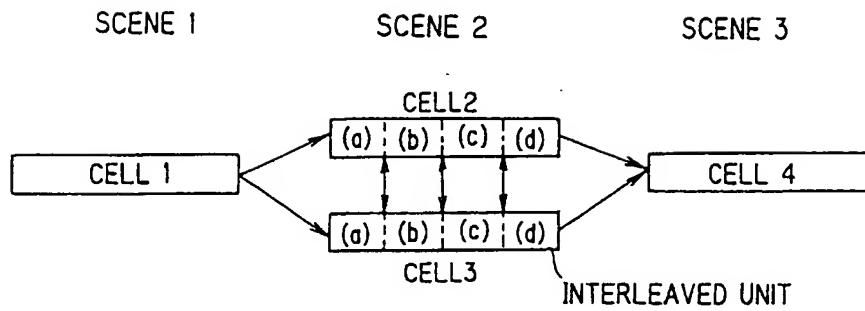 SCENE 1 SCENE 2 SCENE 3
CELL2
(a) (b) (c) (d)
CELL 1 CELL 4
(a) (b) (c) (d)
CELL3
INTERLEAVED UNIT